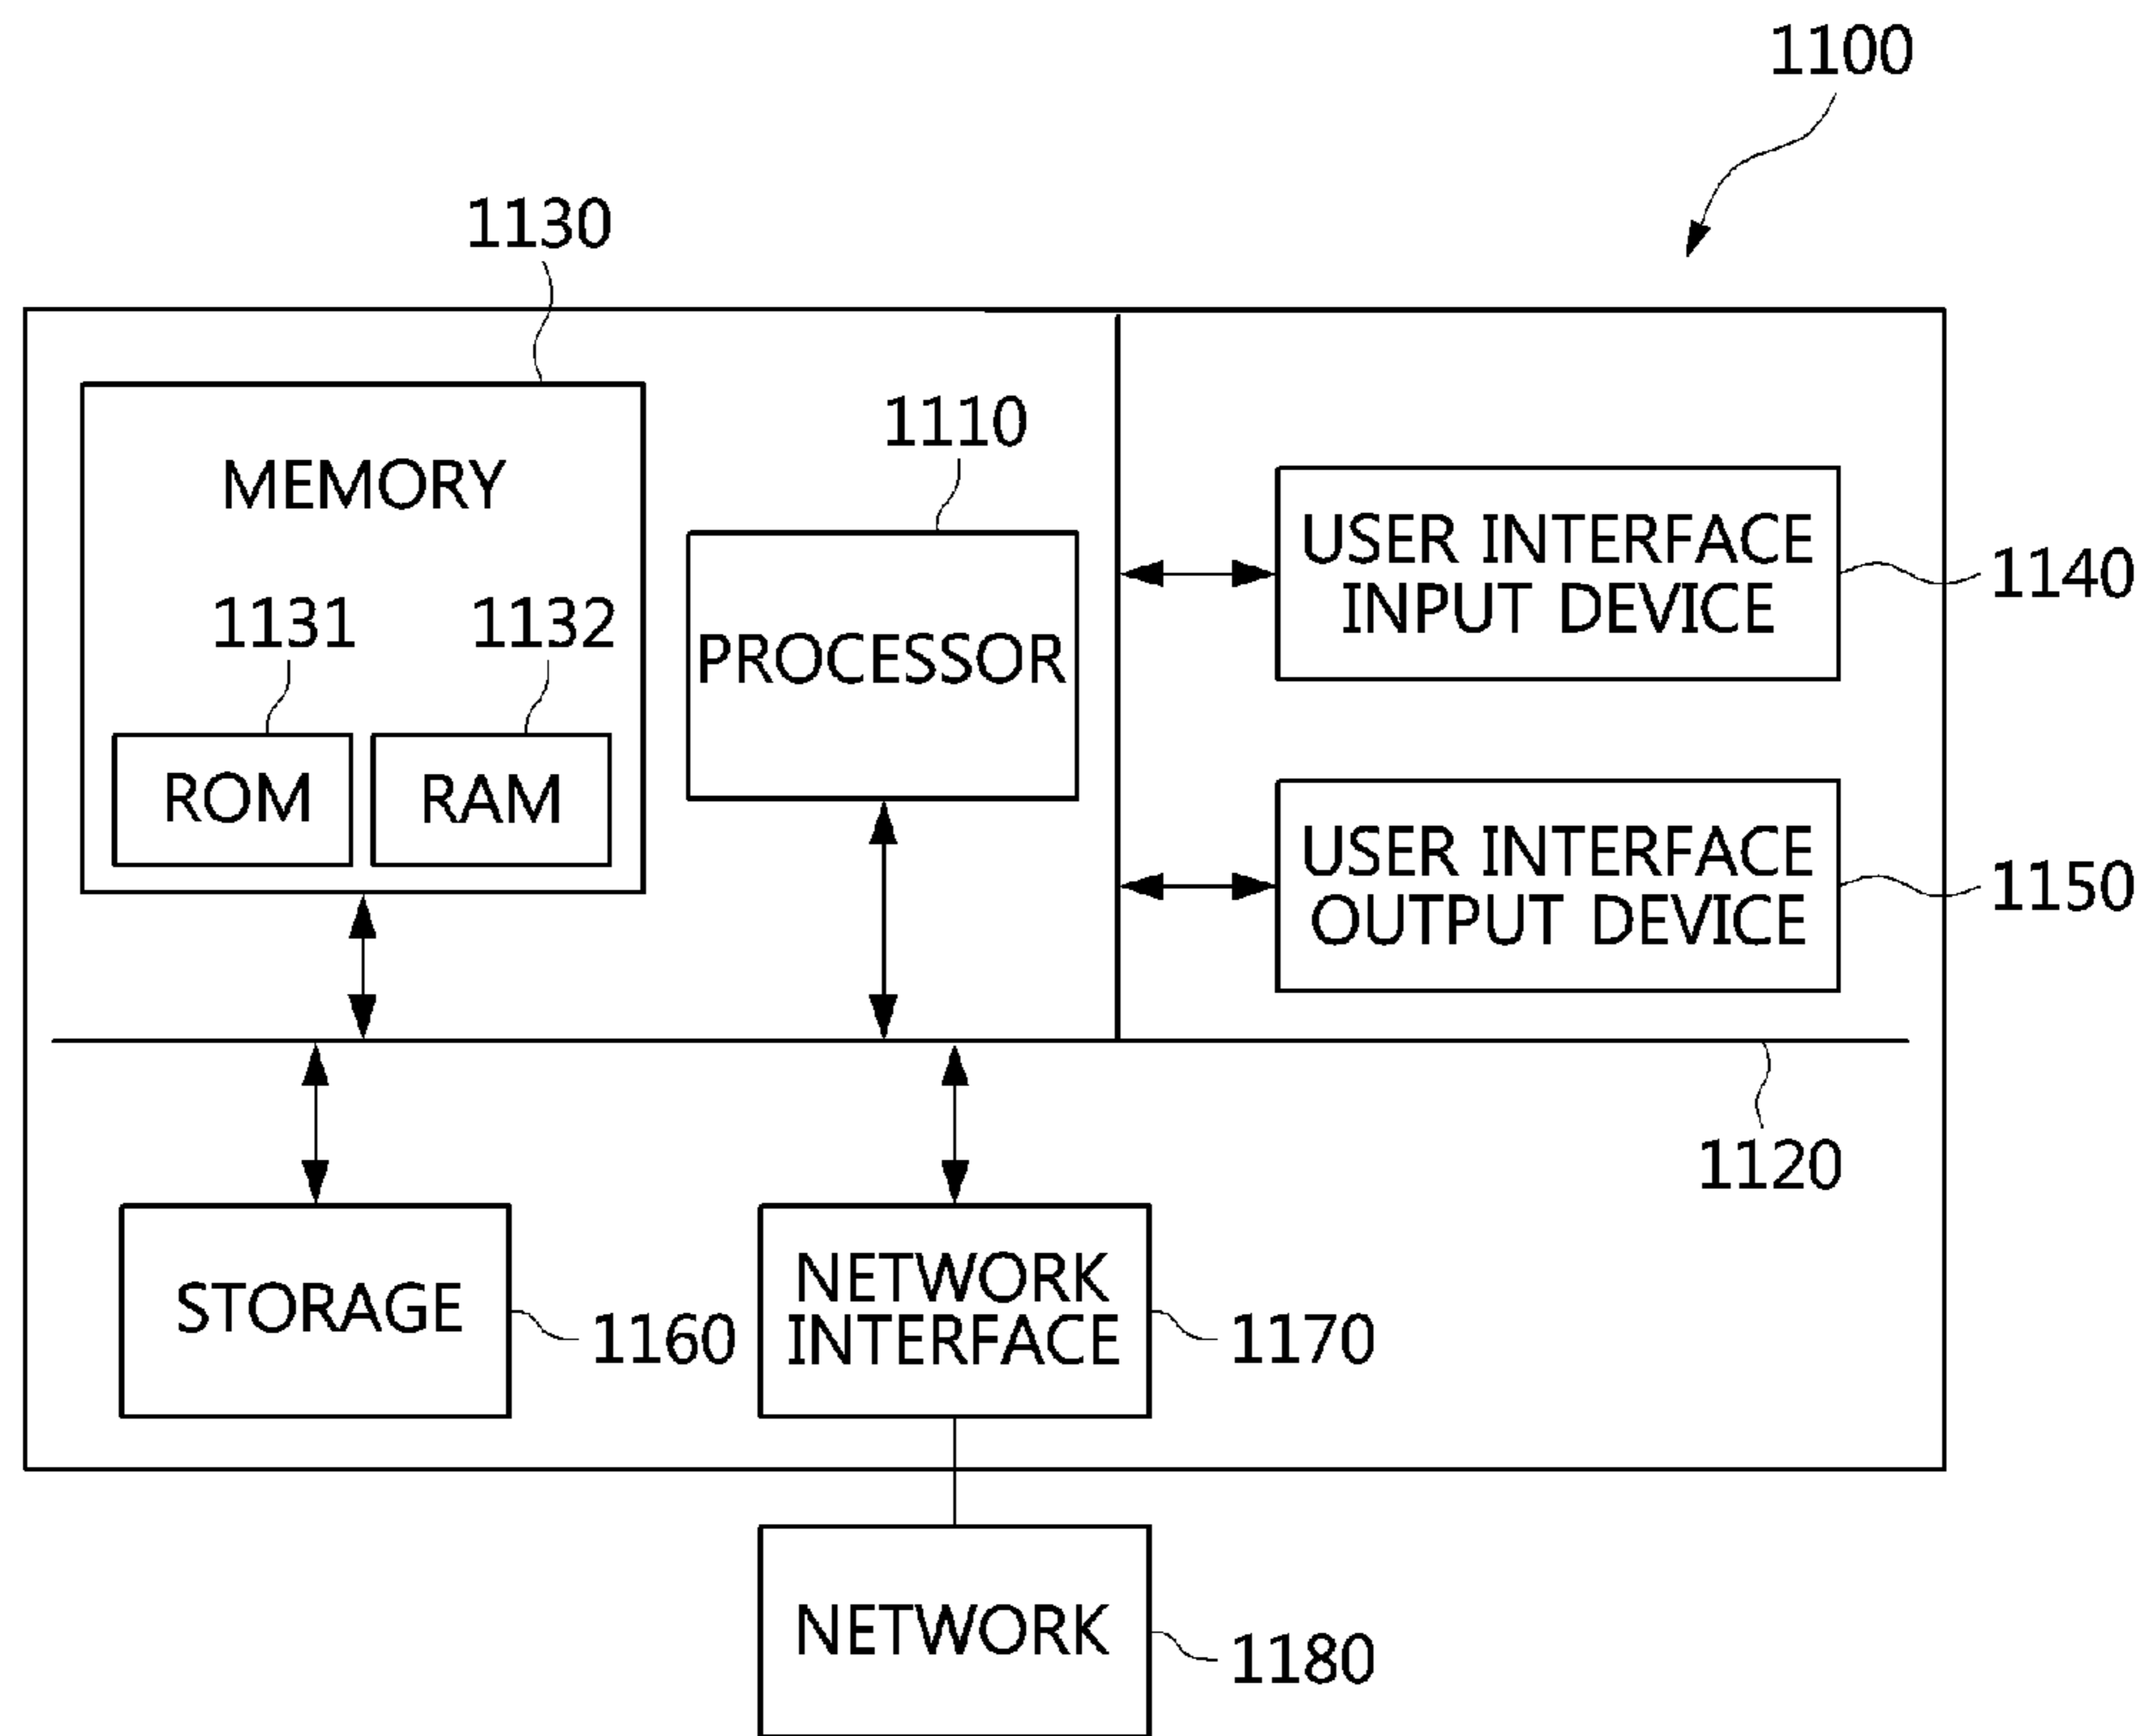 1100
1130
MEMORY
1110
PROCESSOR
1131
1132
ROM
RAM
USER INTERFACE
INPUT DEVICE
1140
USER INTERFACE
OUTPUT DEVICE
1150
1120
STORAGE
1160
NETWORK
INTERFACE
1170
NETWORK
1180